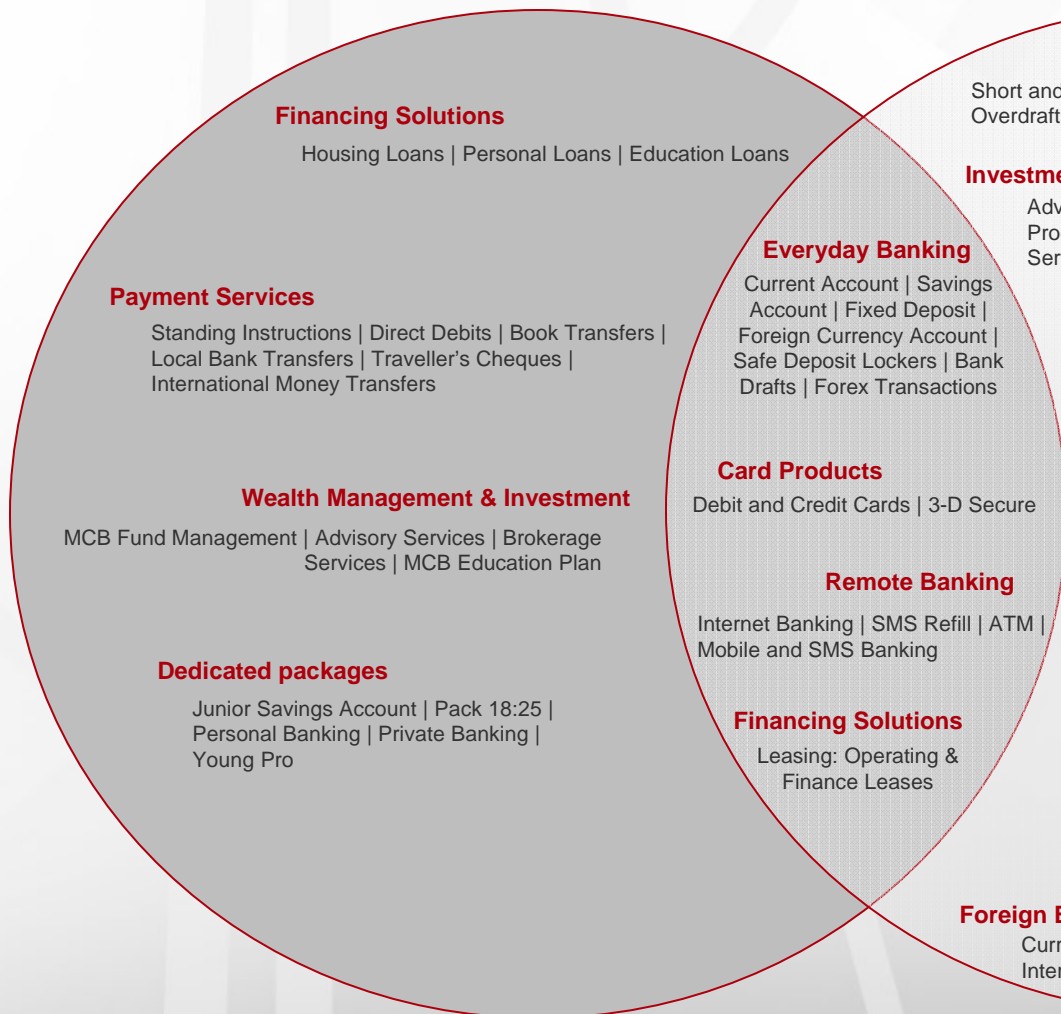 Financing Solutions
Housing Loans | Personal Loans | Education Loans
Payment Services
Standing Instructions | Direct Debits | Book Transfers |
Local Bank Transfers | Traveller's Cheques |
International Money Transfers
Wealth Management & Investment
MCB Fund Management | Advisory Services | Brokerage
Services | MCB Education Plan
Dedicated packages
Junior Savings Account | Pack 18:25 |
Personal Banking | Private Banking |
Young Pro
Everyday Banking
Current Account | Savings
Account | Fixed Deposit |
Foreign Currency Account |
Safe Deposit Lockers | Bank
Drafts | Forex Transactions
Card Products
Debit and Credit Cards | 3-D Secure
Remote Banking
Internet Banking | SMS Refill | ATM |
Mobile and SMS Banking
Financing Solutions
Leasing: Operating &
Finance Leases
Short and
Overdraft
Foreign